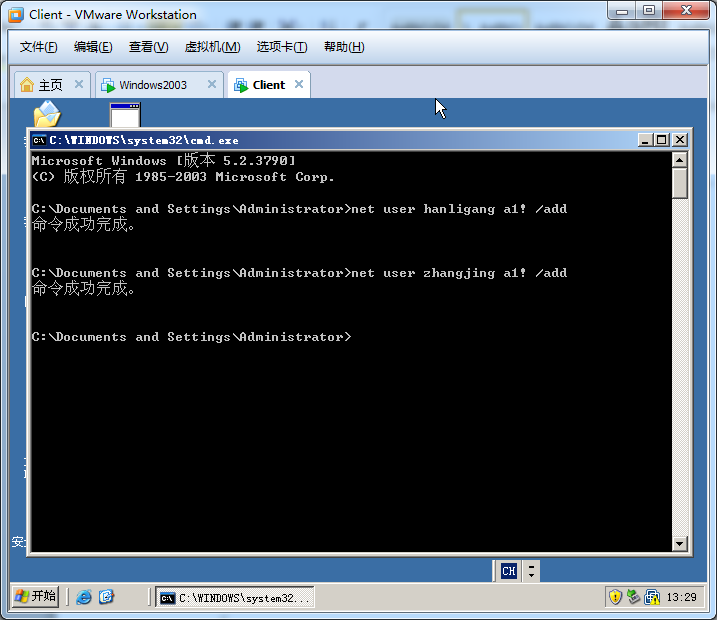 Client - VMware Workstation
文件(F) 编辑(E) 查看(V) 虚拟机(M) 选项卡(T) 帮助(H)
主页 Windows2003 Client
C:\WINDOWS\system32\cmd.exe
Microsoft Windows [版本 5.2.3790]
(C) 版权所有 1985-2003 Microsoft Corp.
C:\Documents and Settings\Administrator>net user hanligang a1! /add
命令成功完成。
C:\Documents and Settings\Administrator>net user zhangjing a1! /add
命令成功完成。
C:\Documents and Settings\Administrator>
安
CH
开始 C:\WINDOWS\system32... 13:29